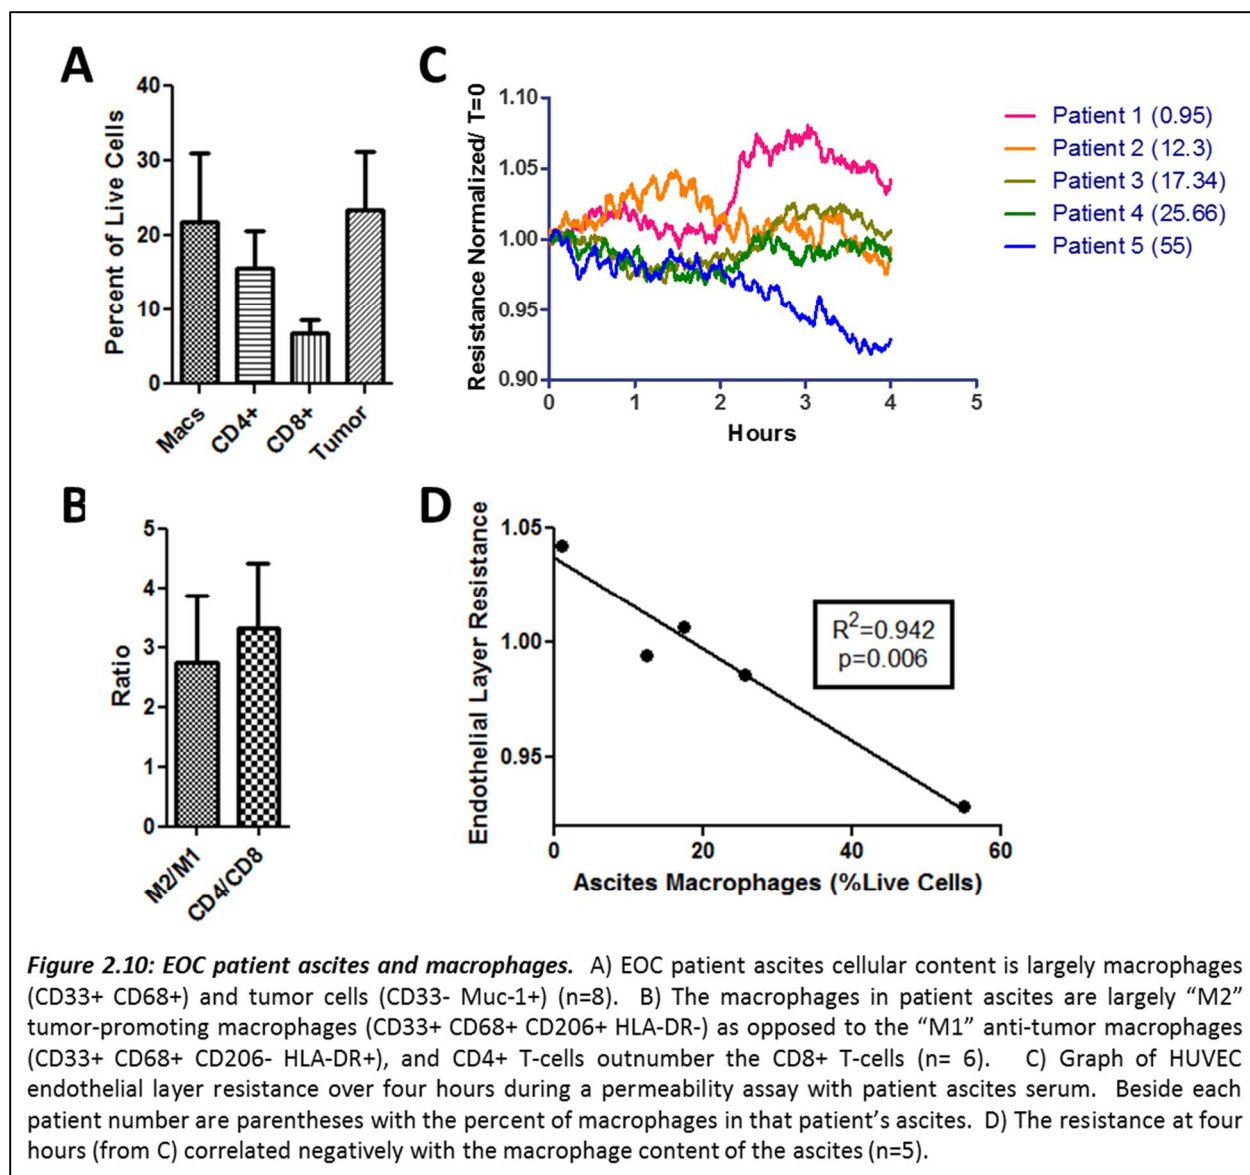 A
Percent of Live Cells
40
30
20
10
0
Macs
CD4+
CD8+
Tumor
B
Ratio
5
4
3
2
1
0
M2/M1
CD4/CD8
C
Resistance Normalized/ T=0
1.10
1.05
1.00
0.95
0.90
0
1
2
3
4
5
Hours
Patient 1 (0.95)
Patient 2 (12.3)
Patient 3 (17.34)
Patient 4 (25.66)
Patient 5 (55)
D
Endothelial Layer Resistance
1.05
1.00
0.95
0
20
40
60
Ascites Macrophages (%Live Cells)
R²=0.942
p=0.006
Figure 2.10: EOC patient ascites and macrophages. A) EOC patient ascites cellular content is largely macrophages
(CD33+ CD68+) and tumor cells (CD33- Muc-1+) (n=8). B) The macrophages in patient ascites are largely “M2”
tumor-promoting macrophages (CD33+ CD68+ CD206+ HLA-DR-) as opposed to the “M1” anti-tumor macrophages
(CD33+ CD68+ CD206- HLA-DR+), and CD4+ T-cells outnumber the CD8+ T-cells (n= 6). C) Graph of HUVEC
endothelial layer resistance over four hours during a permeability assay with patient ascites serum. Beside each
patient number are parentheses with the percent of macrophages in that patient’s ascites. D) The resistance at four
hours (from C) correlated negatively with the macrophage content of the ascites (n=5).